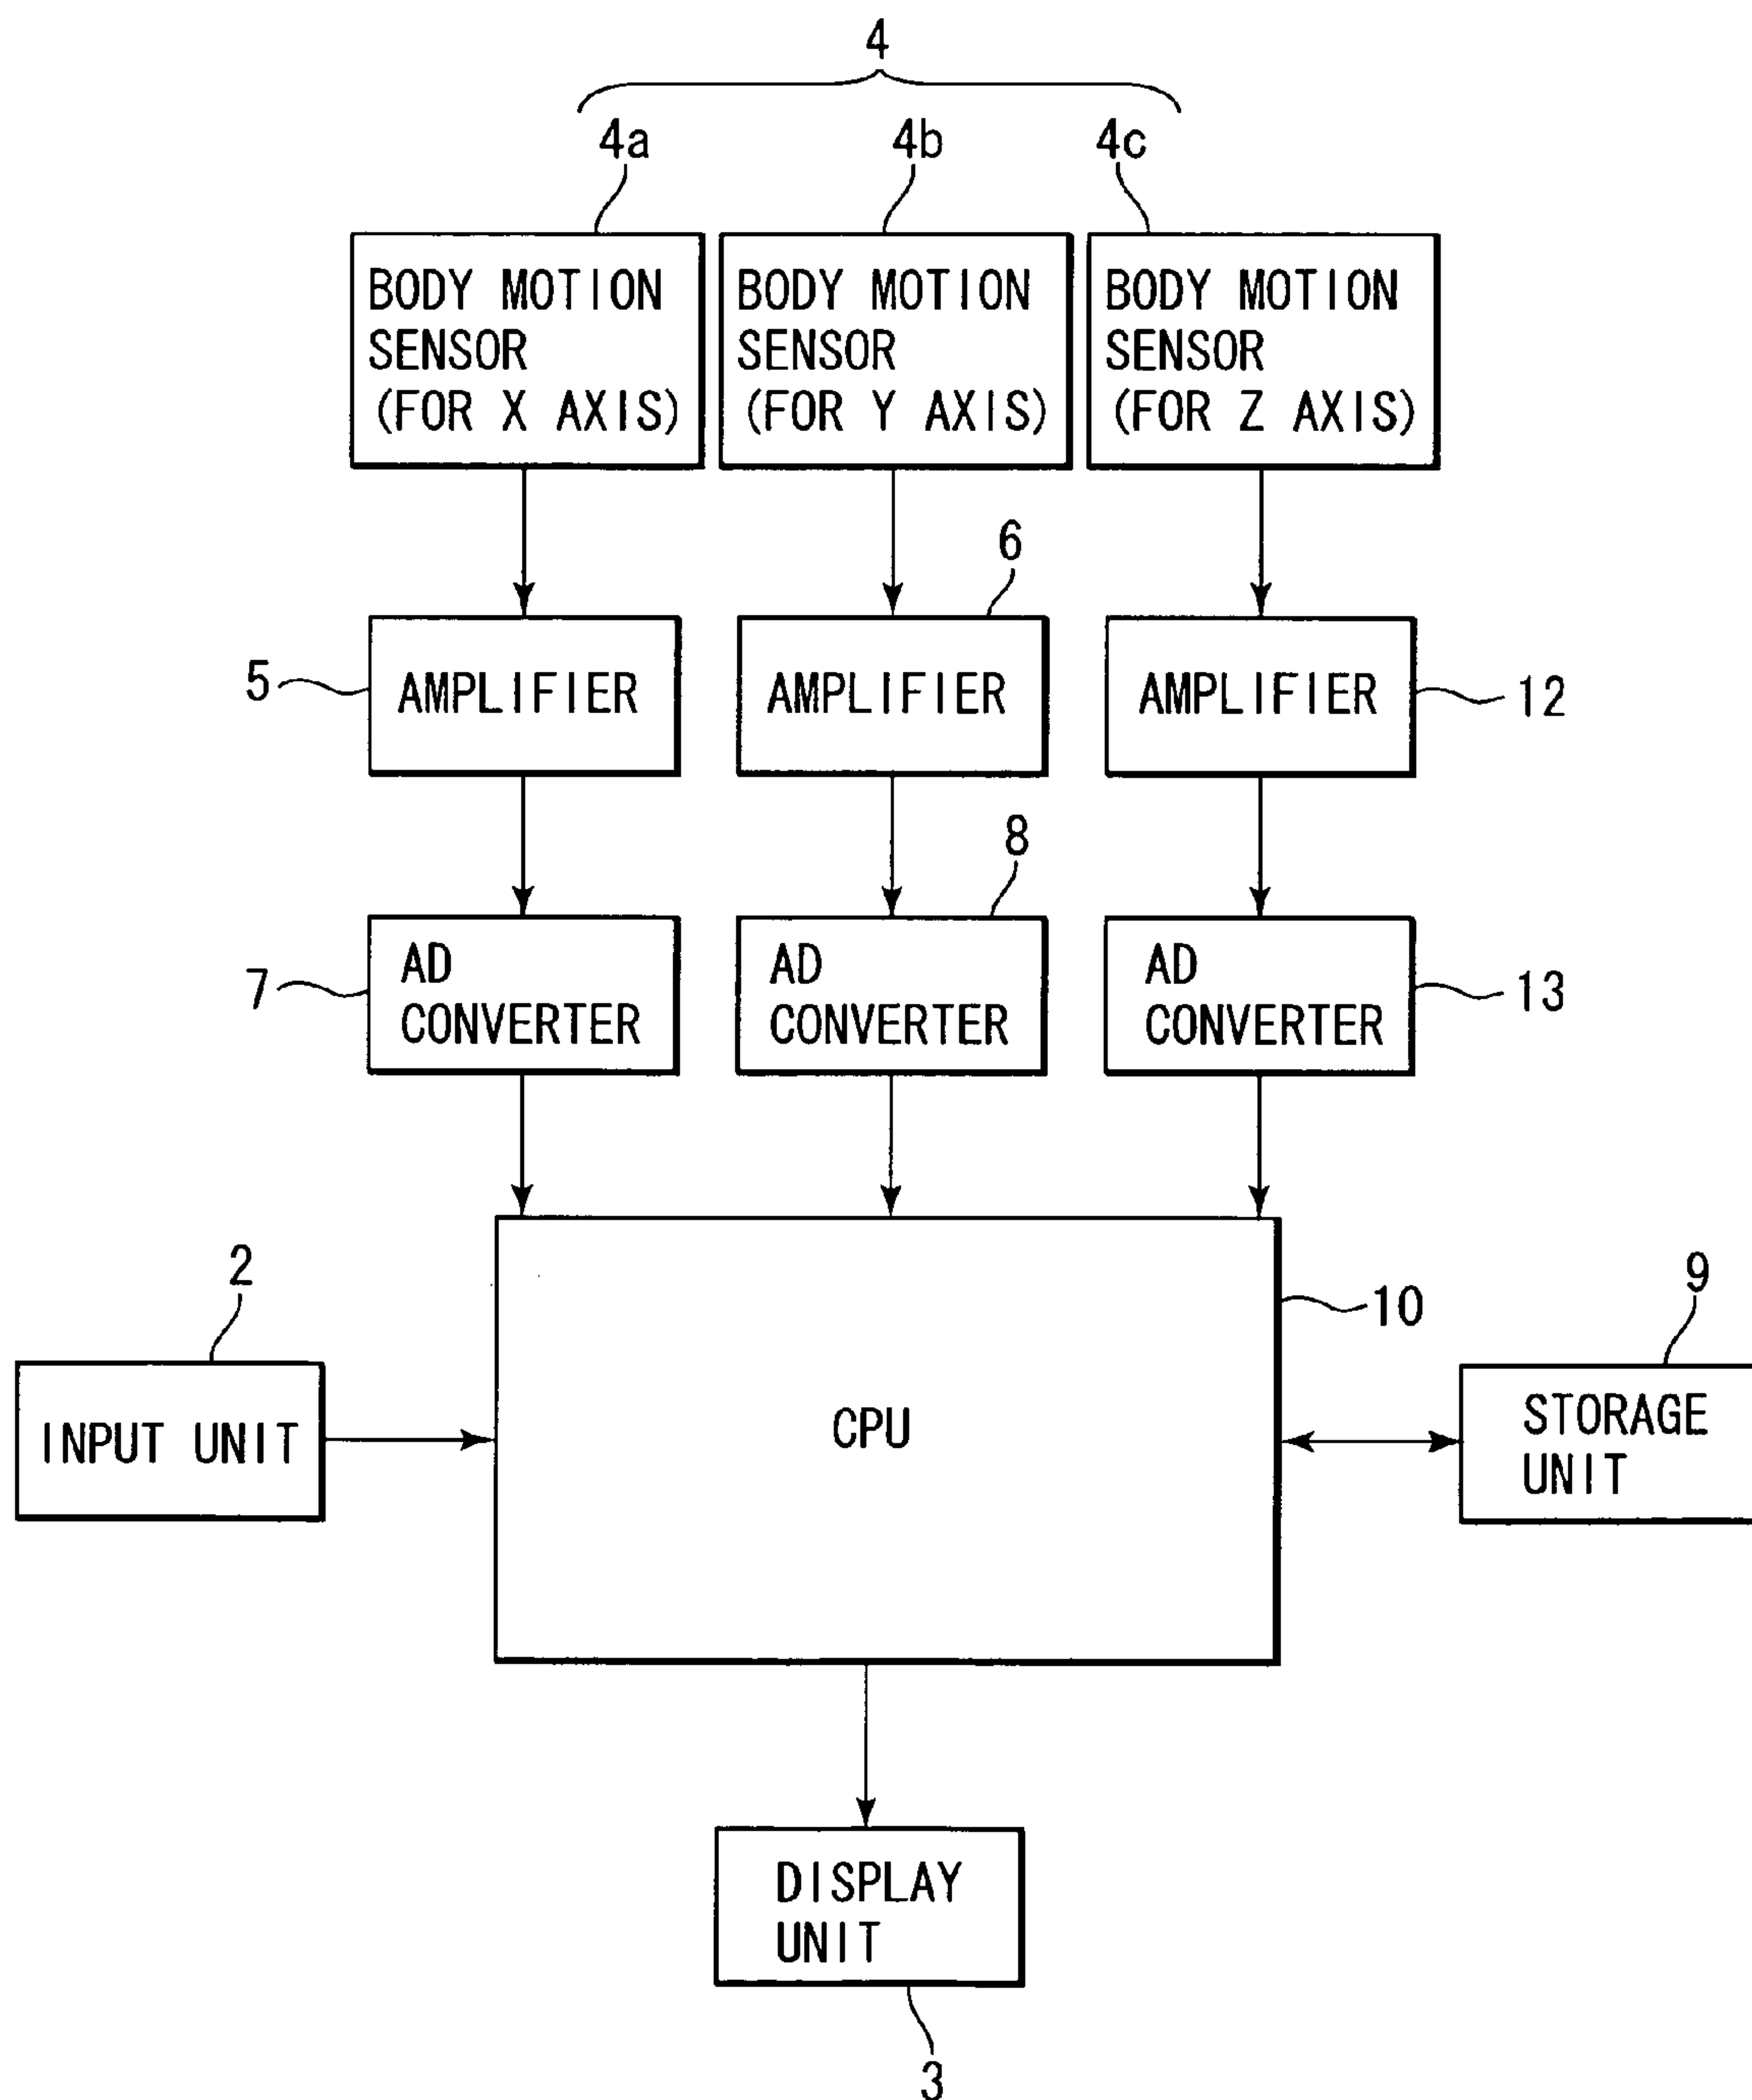 4
4a
4b
4c
BODY MOTION
SENSOR
(FOR X AXIS)
BODY MOTION
SENSOR
(FOR Y AXIS)
BODY MOTION
SENSOR
(FOR Z AXIS)
6
5
AMPLIFIER
AMPLIFIER
AMPLIFIER
12
8
7
AD
CONVERTER
AD
CONVERTER
AD
CONVERTER
13
2
10
9
INPUT UNIT
CPU
STORAGE
UNIT
DISPLAY
UNIT
3